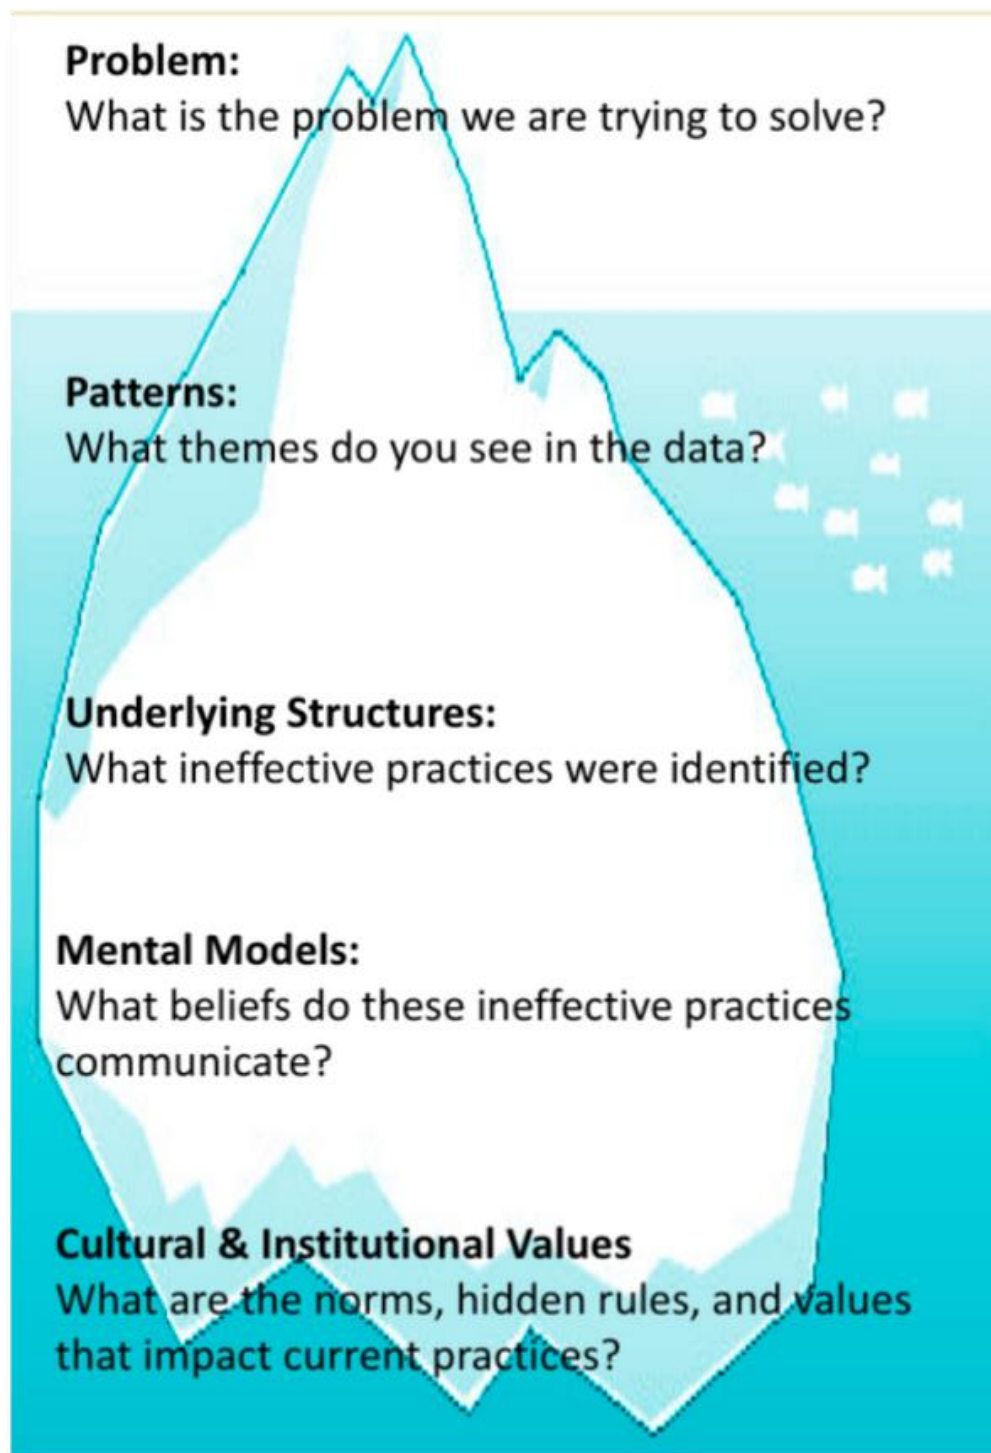 Problem:
What is the problem we are trying to solve?
Patterns:
What themes do you see in the data?
Underlying Structures:
What ineffective practices were identified?
Mental Models:
What beliefs do these ineffective practices
communicate?
Cultural & Institutional Values
What are the norms, hidden rules, and values
that impact current practices?